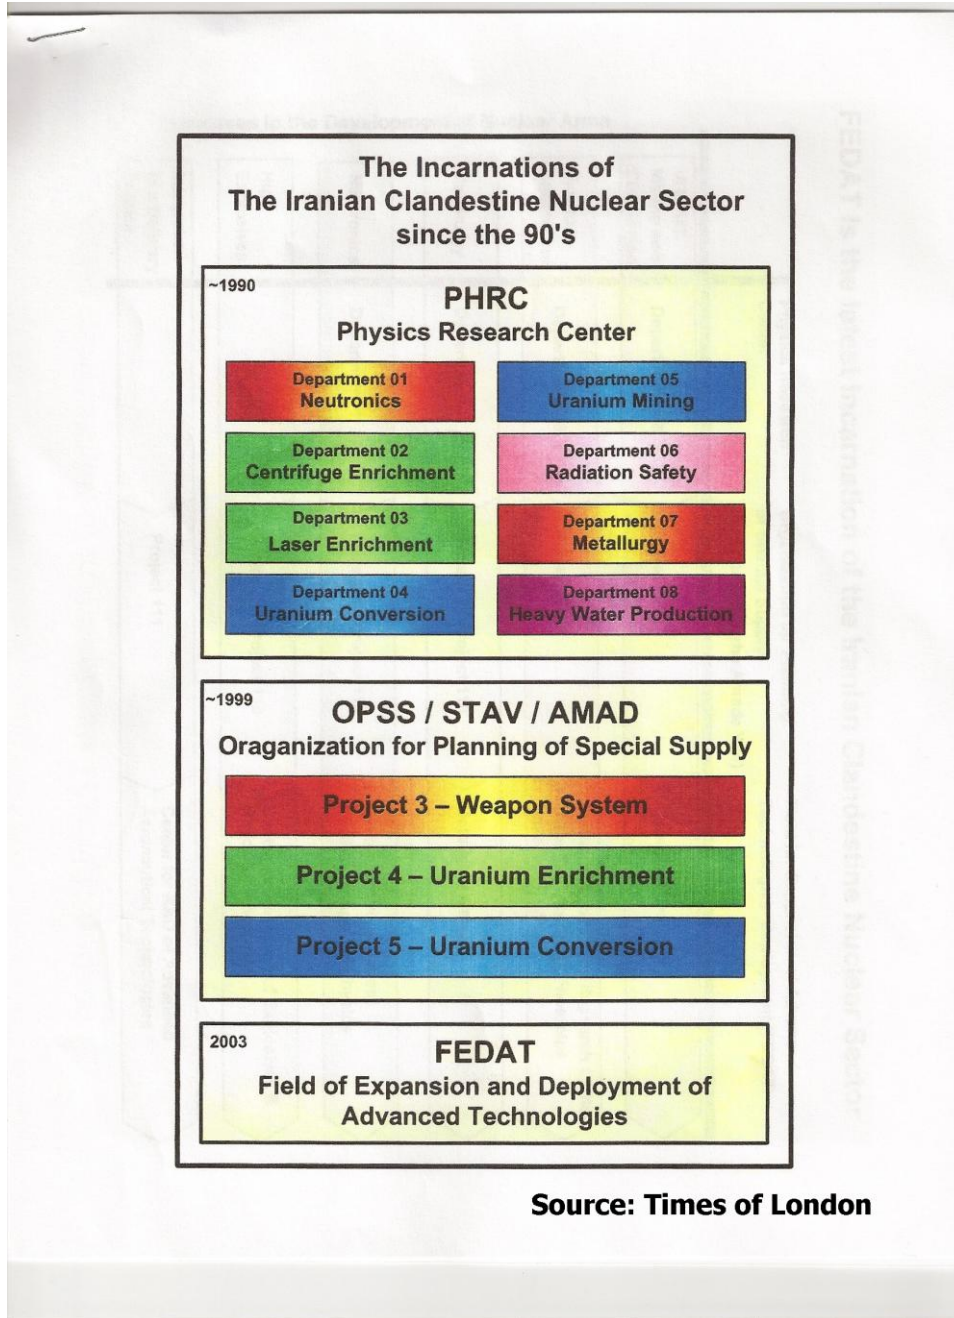 The Incarnations of
The Iranian Clandestine Nuclear Sector
since the 90's
~1990
PHRC
Physics Research Center
Department 01
Neutronics
Department 05
Uranium Mining
Department 02
Centrifuge Enrichment
Department 06
Radiation Safety
Department 03
Laser Enrichment
Department 07
Metallurgy
Department 04
Uranium Conversion
Department 08
Heavy Water Production
~1999
OPSS / STAV / AMAD
Oraganization for Planning of Special Supply
Project 3 – Weapon System
Project 4 – Uranium Enrichment
Project 5 – Uranium Conversion
2003
FEDAT
Field of Expansion and Deployment of
Advanced Technologies
Source: Times of London